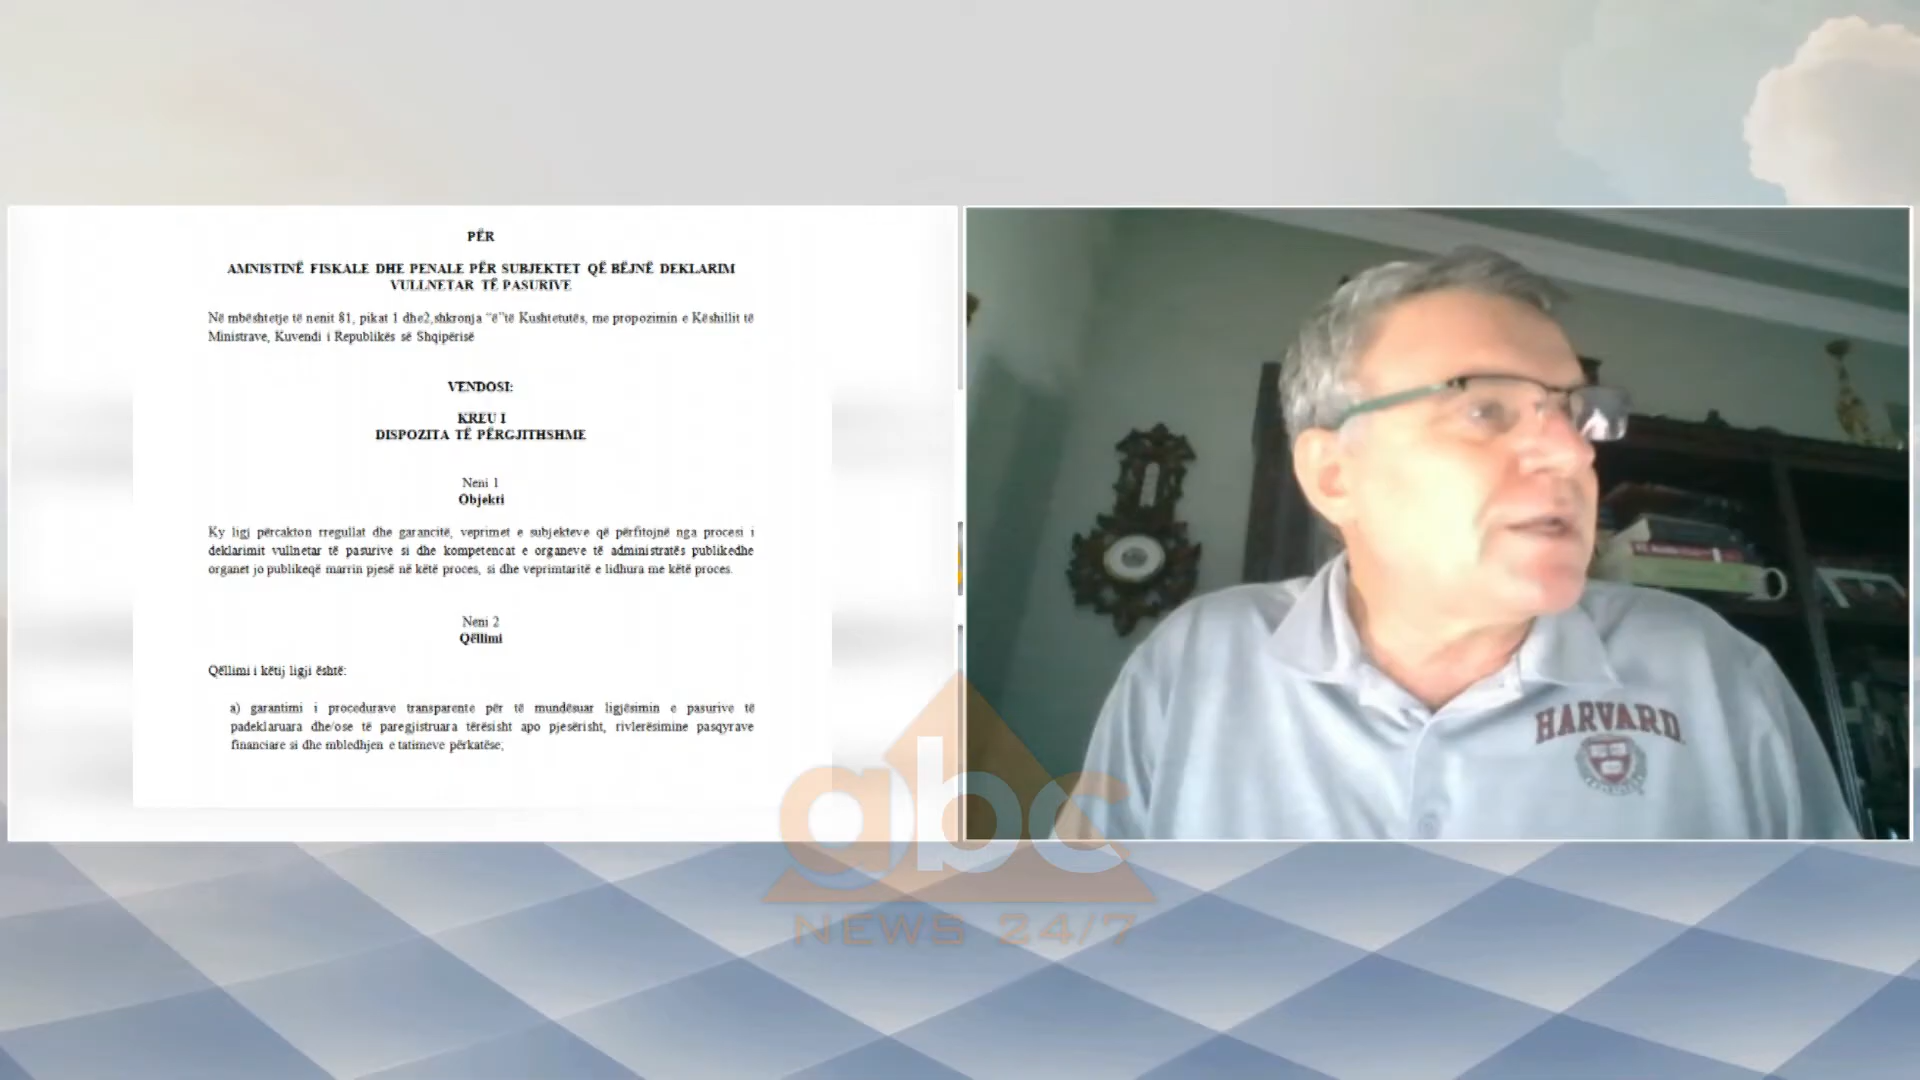 PËR
AMNISTINË FISKALE DHE PENALE PËR SUBJEKTET QË BËJNË DEKLARIM
VULLNETAR TË PASURIVE
Në mbështetje të nenit 81, pikat 1 dhe2,shkronja “ë”të Kushtetutës, me propozimin e Këshillit të
Ministrave, Kuvendi i Republikës së Shqipërisë
VENDOSI:
KREU I
DISPOZITA TË PËRGJITHSHME
Neni 1
Objekti
Ky ligj përcakton rregullat dhe garancitë, veprimet e subjekteve që përfitojnë nga procesi i
deklarimit vullnetar të pasurive si dhe kompetencat e organeve të administratës publikedhe
organet jo publikeqë marrin pjesë në këtë proces, si dhe veprimtaritë e lidhura me këtë proces.
Neni 2
Qëllimi
Qëllimi i këtij ligji është:
a) garantimi i procedurave transparente për të mundësuar ligjësimin e pasurive të
padeklaruara dhe/ose të paregjistruara tërësisht apo pjesërisht, rivlerësimine pasqyrave
financiare si dhe mbledhjen e tatimeve përkatëse;
HARVARD
abc
NEWS 24/7